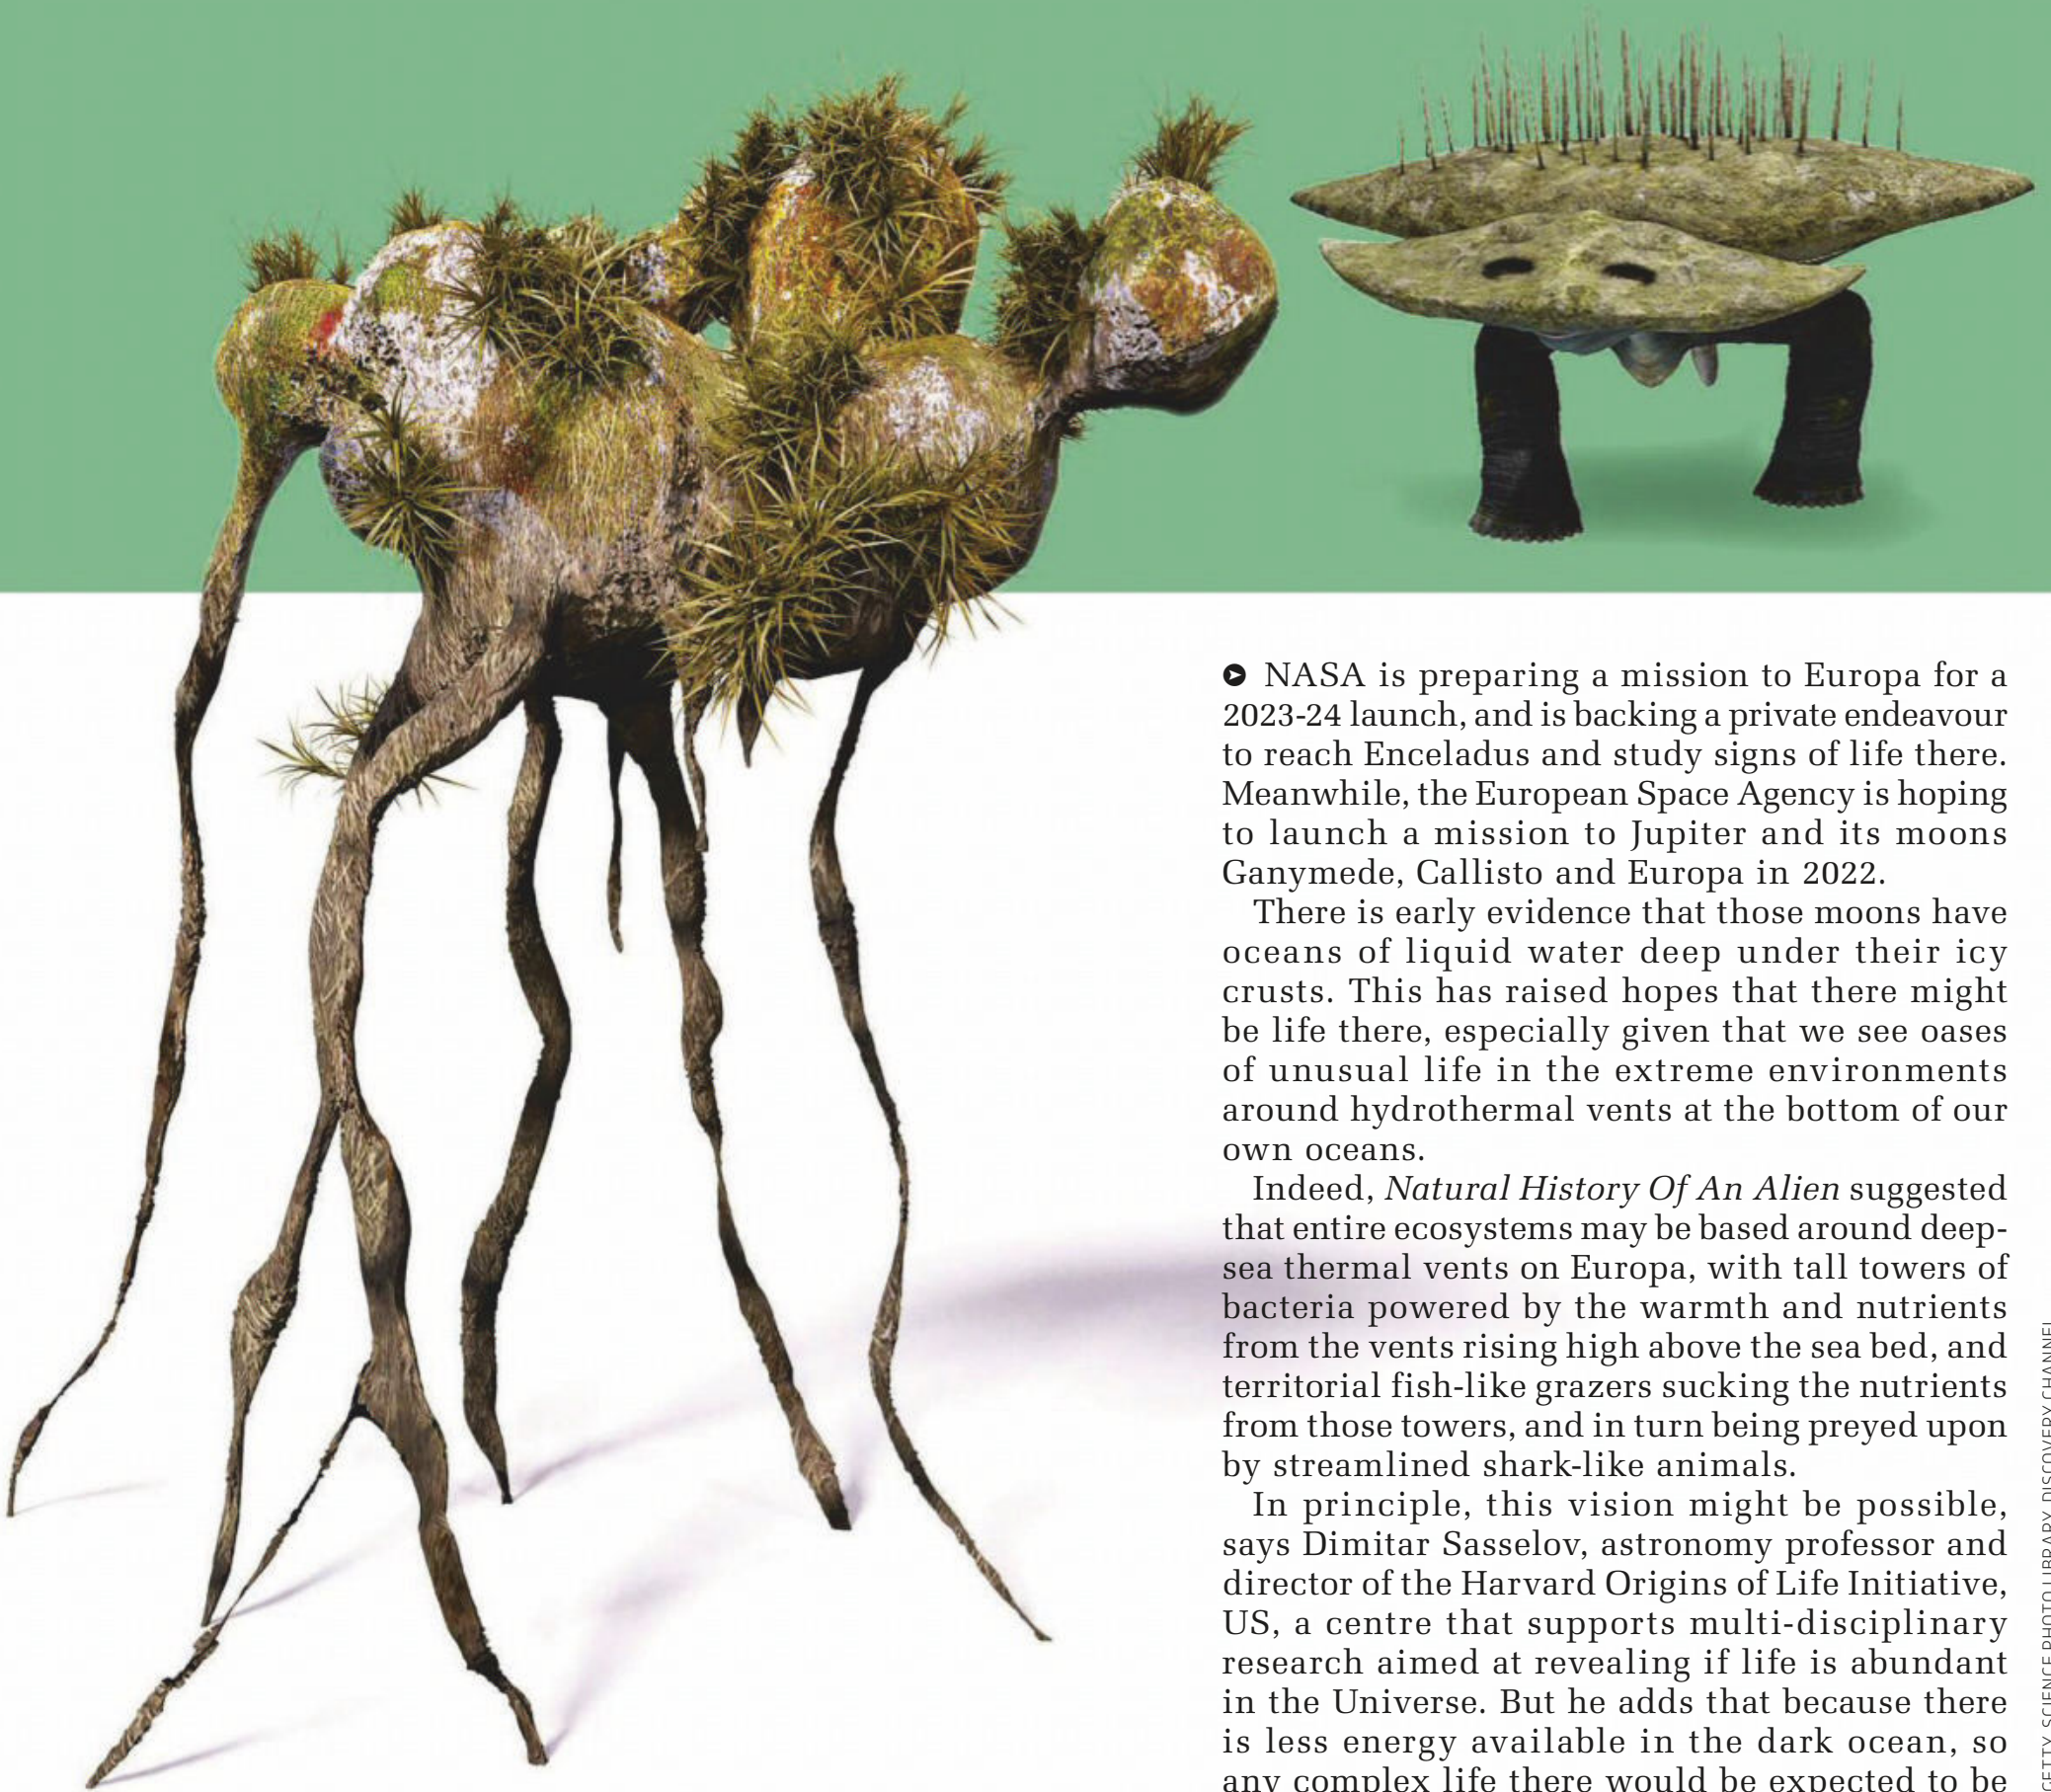 NASA is preparing a mission to Europa for a
2023-24 launch, and is backing a private endeavour
to reach Enceladus and study signs of life there.
Meanwhile, the European Space Agency is hoping
to launch a mission to Jupiter and its moons
Ganymede, Callisto and Europa in 2022.
There is early evidence that those moons have
oceans of liquid water deep under their icy
crusts. This has raised hopes that there might
be life there, especially given that we see oases
of unusual life in the extreme environments
around hydrothermal vents at the bottom of our
own oceans.
Indeed, Natural History Of An Alien suggested
that entire ecosystems may be based around deep-
sea thermal vents on Europa, with tall towers of
bacteria powered by the warmth and nutrients
from the vents rising high above the sea bed, and
territorial fish-like grazers sucking the nutrients
from those towers, and in turn being preyed upon
by streamlined shark-like animals.
In principle, this vision might be possible,
says Dimitar Sasselov, astronomy professor and
director of the Harvard Origins of Life Initiative,
US, a centre that supports multi-disciplinary
research aimed at revealing if life is abundant
in the Universe. But he adds that because there
is less energy available in the dark ocean, so
any complex life there would be expected to be
GETTY, SCIENCE PHOTO LIBRARY, DISCOVERY CHANNEL